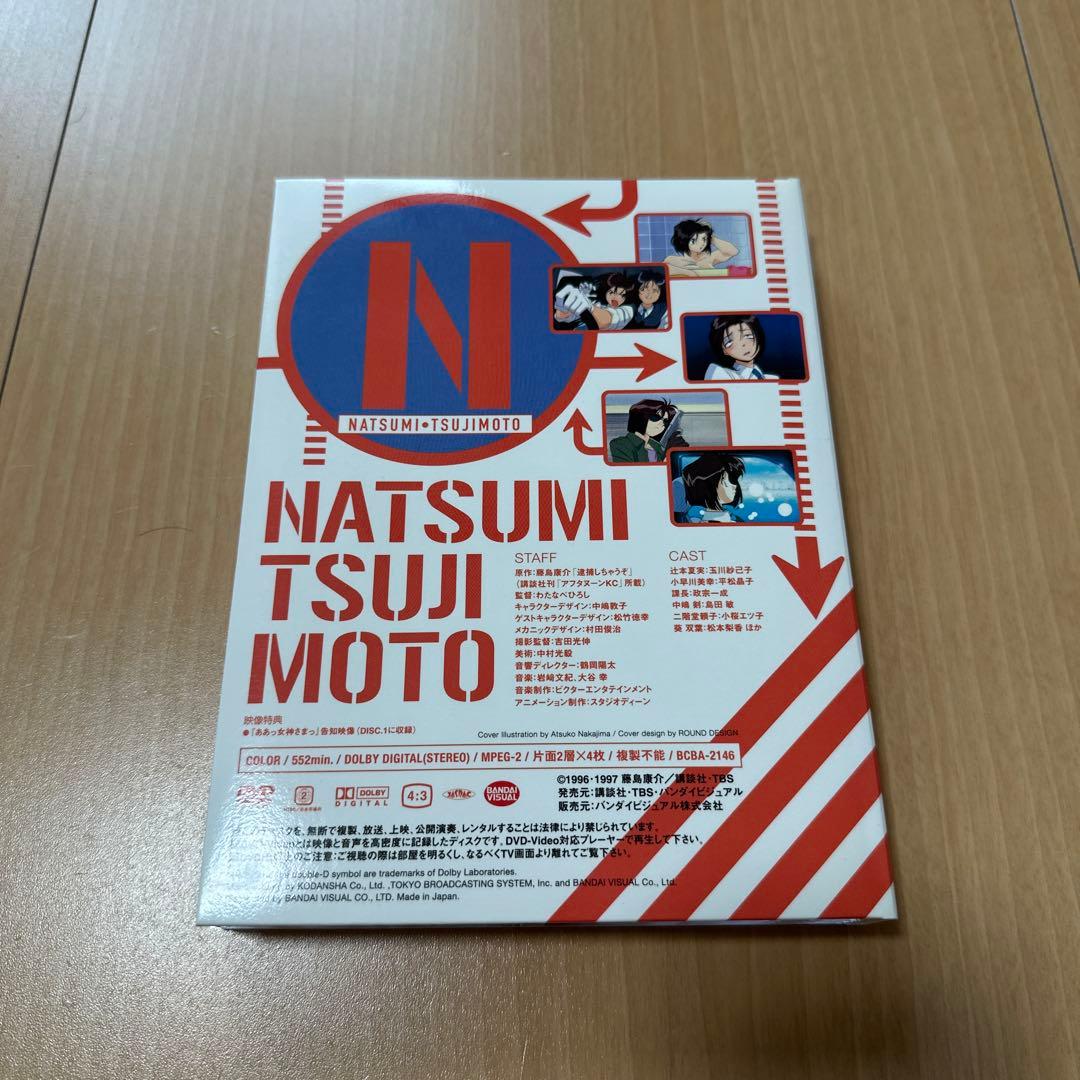 N
NATSUMI•TSUJIMOTO
NATSUMI
TSUJI
MOTO
STAFF
原作:藤島康介「逮捕しちゃうぞ」
(講談社刊「アフタヌーンKC」所載)
監督:わたなべひろし
キャラクターデザイン:中嶋敦子
ゲストキャラクターデザイン:松竹徳幸
メカニックデザイン:村田俊治
撮影監督:吉田光伸
美術:中村光毅
音響ディレクター:鶴岡陽太
音楽:岩﨑文紀、大谷 幸
音楽制作:ビクターエンタテインメント
アニメーション制作:スタジオディーン
CAST
辻本夏実:玉川紗己子
小早川美幸:平松晶子
課長:政宗一成
中嶋 剣:島田 敏
二階堂頼子:小桜エツ子
葵 双葉:松本梨香 ほか
映像特典
●「ああっ女神さまっ」告知映像(DISC.1に収録)
Cover Illustration by Atsuko Nakajima / Cover design by ROUND DESIGN
COLOR / 552min. / DOLBY DIGITAL(STEREO) / MPEG-2 / 片面2層×4枚 / 複製不能 / BCBA-2146
DVD
2
DOLBY
DIGITAL
4:3
BANDAI
VISUAL
©1996・1997 藤島康介/講談社・TBS
発売元:講談社・TBS・バンダイビジュアル
販売元:バンダイビジュアル株式会社
このディスクを、無断で複製、放送、上映、公開演奏、レンタルすることは法律により禁じられています。
とは映像と音声を高密度に記録したディスクです。DVD-Video対応プレーヤーで再生して下さい。
上のご注意:ご視聴の際は部屋を明るくし、なるべくTV画面より離れてご覧下さい。
double-D symbol are trademarks of Dolby Laboratories.
by KODANSHA Co., Ltd. ,TOKYO BROADCASTING SYSTEM, Inc. and BANDAI VISUAL Co., Ltd.
by BANDAI VISUAL CO., LTD. Made in Japan.